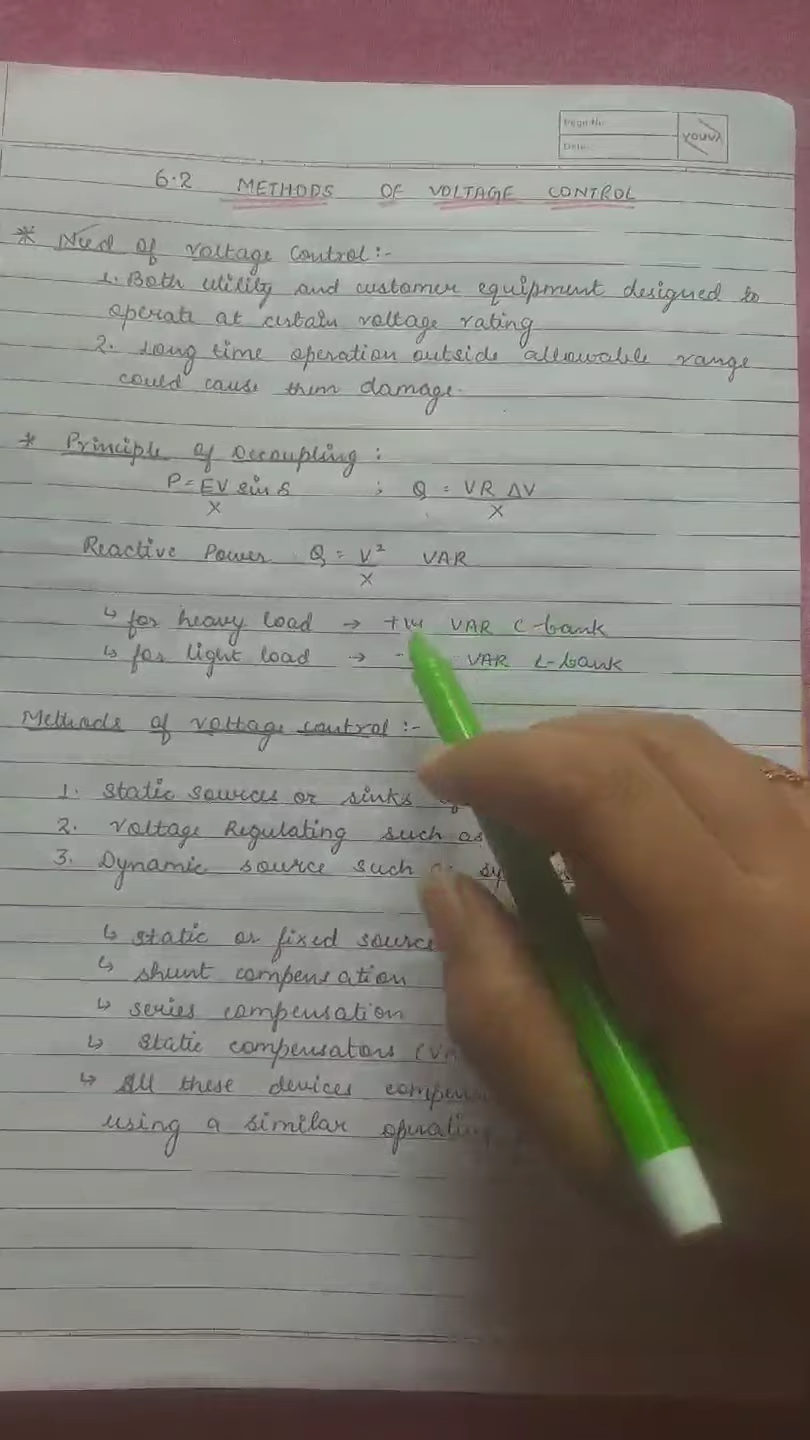 Page No:
Date:
YOUVA
6.2 METHODS OF VOLTAGE CONTROL
* Need of voltage control :-
1. Both utility and customer equipment designed to
operate at certain voltage rating
2. Long time operation outside allowable range
could cause them damage.
* Principle of Decoupling :
P = EV sin δ / X ; Q = VR ΔV / X
Reactive Power Q = V² / X VAR
↳ for heavy load → VAR C-bank
↳ for light load → VAR L-bank
Methods of voltage control :-
1. Static sources or sinks
2. Voltage Regulating such as
3. Dynamic source such
↳ static or fixed source
↳ shunt compensation
↳ series compensation
↳ static compensators
↳ All these devices
using a similar